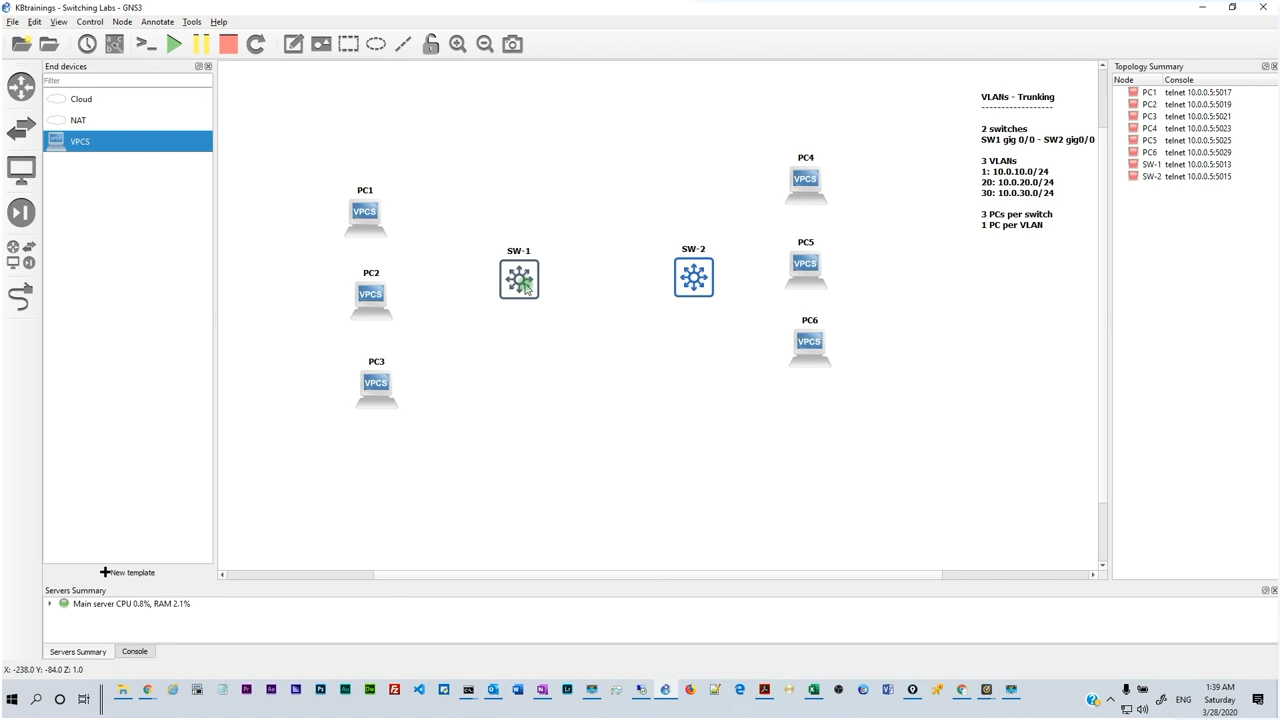 KBtrainings - Switching Labs - GNS3
File Edit View Control Node Annotate Tools Help
End devices
Filter
Cloud
NAT
VPCS
New template
PC1
VPCS
PC2
VPCS
PC3
VPCS
SW-1
SW-2
PC4
VPCS
PC5
VPCS
PC6
VPCS
VLANs - Trunking
------------------
2 switches
SW1 gig 0/0 - SW2 gig0/0
3 VLANs
1: 10.0.10.0/24
20: 10.0.20.0/24
30: 10.0.30.0/24
3 PCs per switch
1 PC per VLAN
Topology Summary
Node Console
PC1 telnet 10.0.0.5:5017
PC2 telnet 10.0.0.5:5019
PC3 telnet 10.0.0.5:5021
PC4 telnet 10.0.0.5:5023
PC5 telnet 10.0.0.5:5025
PC6 telnet 10.0.0.5:5029
SW-1 telnet 10.0.0.5:5013
SW-2 telnet 10.0.0.5:5015
Servers Summary
Main server CPU 0.8%, RAM 2.1%
Servers Summary Console
X: -238.0 Y: -84.0 Z: 1.0
ENG
1:39 AM
Saturday
3/28/2020